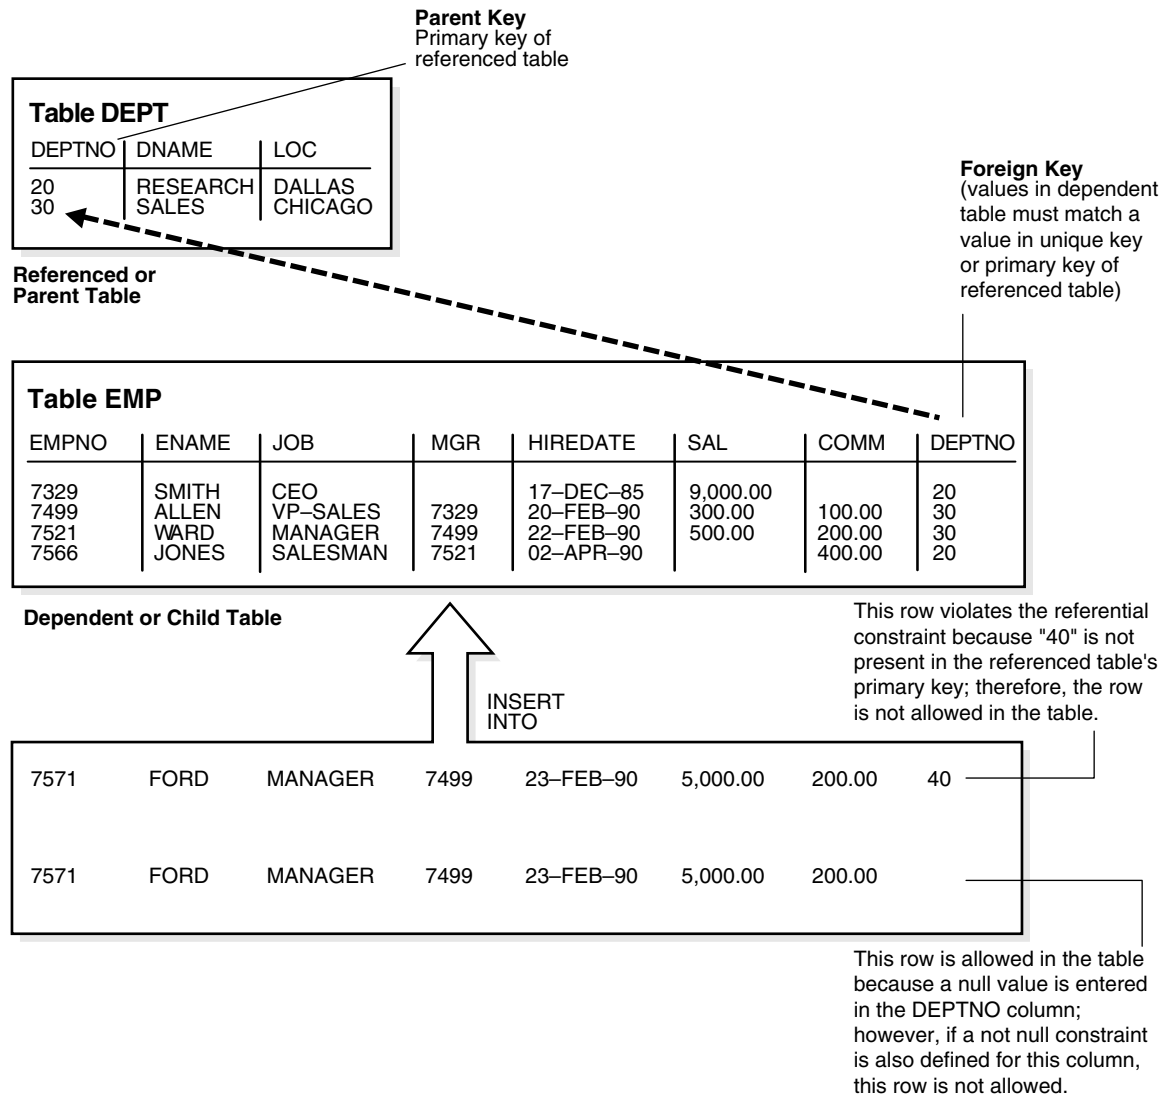 Parent Key
Primary key of
referenced table
Table DEPT
DEPTNO DNAME LOC
20 RESEARCH DALLAS
30 SALES CHICAGO
Referenced or
Parent Table
Foreign Key
(values in dependent
table must match a
value in unique key
or primary key of
referenced table)
Table EMP
EMPNO ENAME JOB MGR HIREDATE SAL COMM DEPTNO
7329 SMITH CEO 17–DEC–85 9,000.00 20
7499 ALLEN VP–SALES 7329 20–FEB–90 300.00 100.00 30
7521 WARD MANAGER 7499 22–FEB–90 500.00 200.00 30
7566 JONES SALESMAN 7521 02–APR–90 400.00 20
Dependent or Child Table
This row violates the referential
constraint because "40" is not
present in the referenced table's
primary key; therefore, the row
is not allowed in the table.
INSERT
INTO
7571 FORD MANAGER 7499 23–FEB–90 5,000.00 200.00 40
7571 FORD MANAGER 7499 23–FEB–90 5,000.00 200.00
This row is allowed in the table
because a null value is entered
in the DEPTNO column;
however, if a not null constraint
is also defined for this column,
this row is not allowed.